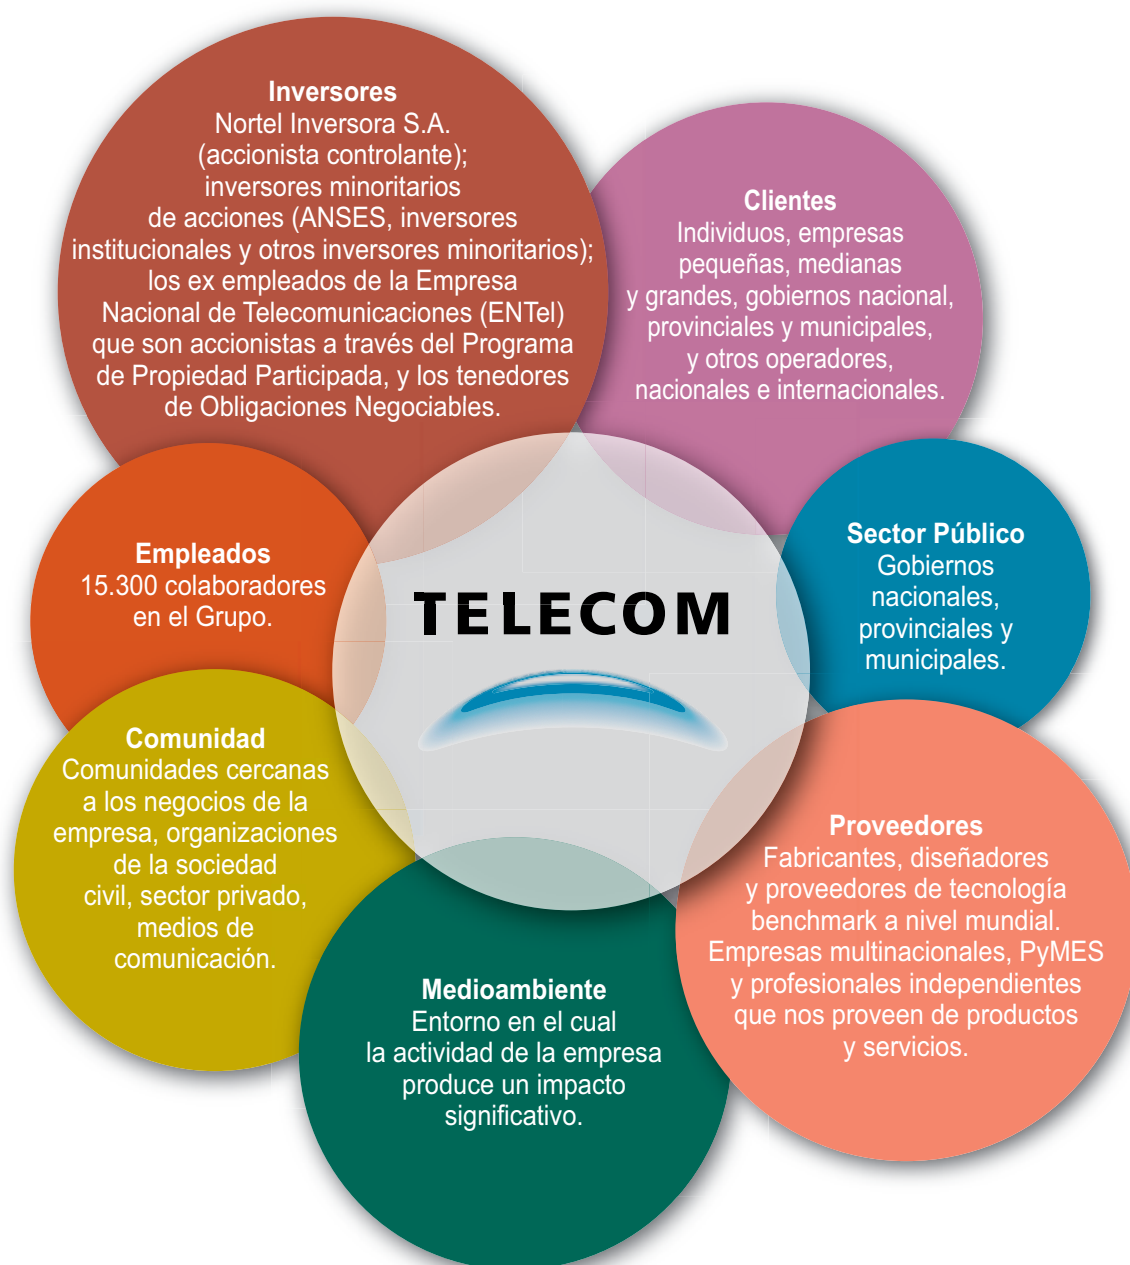 Inversores
Nortel Inversora S.A.
(accionista controlante);
inversores minoritarios
de acciones (ANSES, inversores
institucionales y otros inversores minoritarios);
los ex empleados de la Empresa
Nacional de Telecomunicaciones (ENTel)
que son accionistas a través del Programa
de Propiedad Participada, y los tenedores
de Obligaciones Negociables.
Clientes
Individuos, empresas
pequeñas, medianas
y grandes, gobiernos nacional,
provinciales y municipales,
y otros operadores,
nacionales e internacionales.
Sector Público
Gobiernos
nacionales,
provinciales y
municipales.
Empleados
15.300 colaboradores
en el Grupo.
TELECOM
Comunidad
Comunidades cercanas
a los negocios de la
empresa, organizaciones
de la sociedad
civil, sector privado,
medios de
comunicación.
Proveedores
Fabricantes, diseñadores
y proveedores de tecnología
benchmark a nivel mundial.
Empresas multinacionales, PyMES
y profesionales independientes
que nos proveen de productos
y servicios.
Medioambiente
Entorno en el cual
la actividad de la empresa
produce un impacto
significativo.